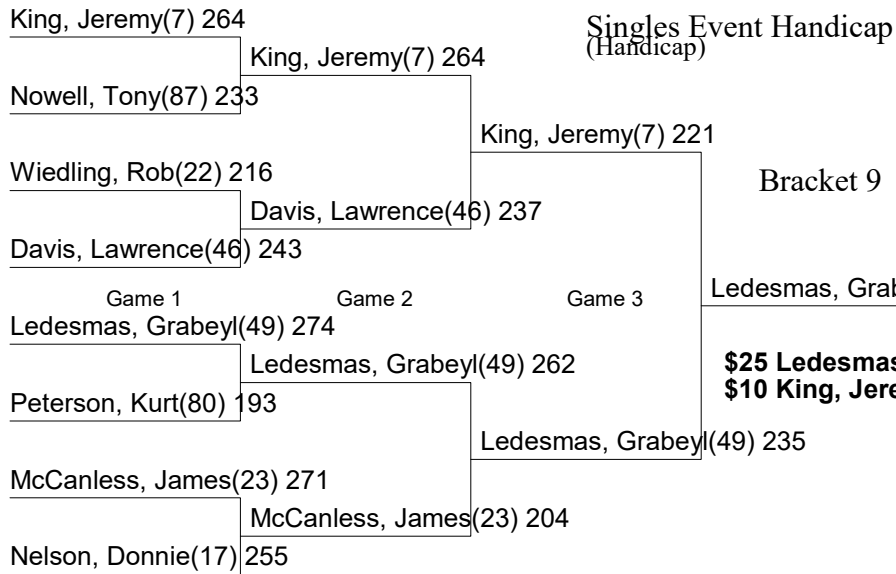 King, Jeremy(7) 264
Singles Event Handicap
(Handicap)
King, Jeremy(7) 264
Nowell, Tony(87) 233
King, Jeremy(7) 221
Wiedling, Rob(22) 216
Bracket 9
Davis, Lawrence(46) 237
Davis, Lawrence(46) 243
Game 1
Game 2
Game 3
Ledesmas, Grab
Ledesmas, Grabeyl(49) 274
Ledesmas, Grabeyl(49) 262
$25 Ledesmas
$10 King, Jere
Peterson, Kurt(80) 193
Ledesmas, Grabeyl(49) 235
McCanless, James(23) 271
McCanless, James(23) 204
Nelson, Donnie(17) 255